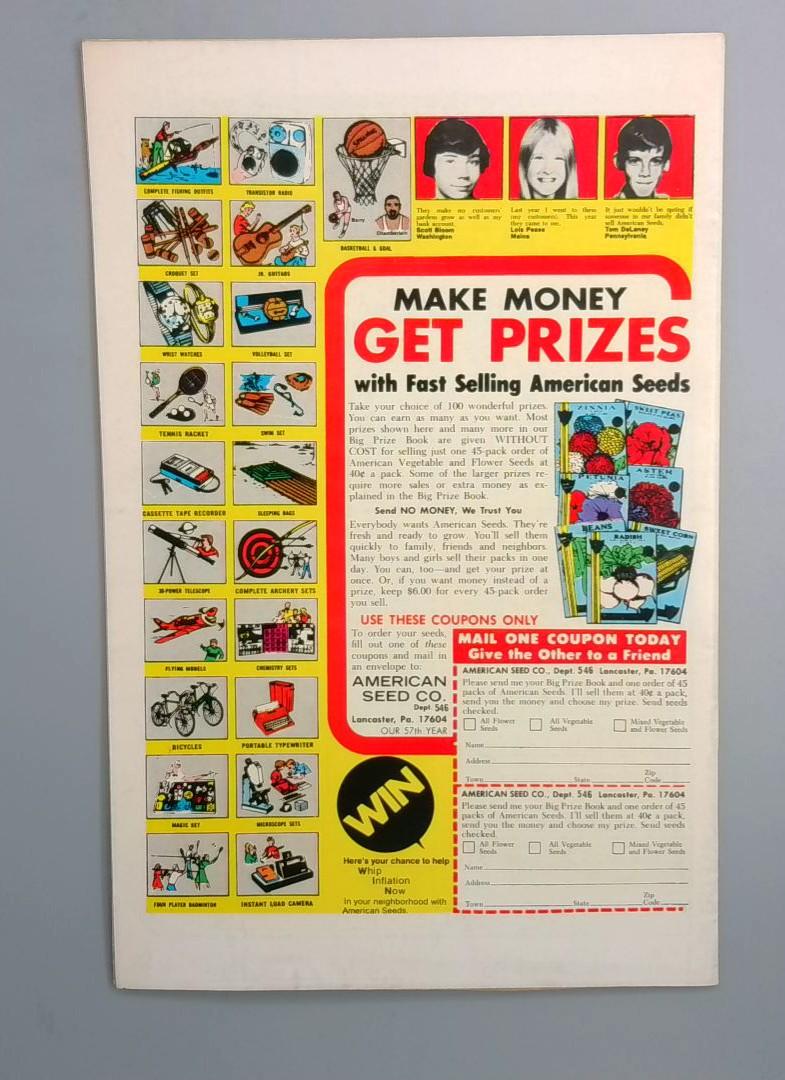 COMPLETE FISHING OUTFITS
TRANSISTOR RADIO
SPALDING
Barry
Chamberlain
BASKETBALL & GOAL
CROQUET SET
JR. GUITARS
WRIST WATCHES
VOLLEYBALL SET
TENNIS RACKET
SWIM SET
CASSETTE TAPE RECORDER
SLEEPING BAGS
30-POWER TELESCOPE
COMPLETE ARCHERY SETS
FLYING MODELS
CHEMISTRY SETS
BICYCLES
PORTABLE TYPEWRITER
MAGIC SET
MICROSCOPE SETS
FOUR PLAYER BADMINTON
INSTANT LOAD CAMERA
They make my customers'
gardens grow as well as my
bank account.
Scott Bloom
Washington
Last year I went to these
(my customers). This year
they came to me.
Lois Pease
Maine
It just wouldn't be spring if
someone in our family didn't
sell American Seeds.
Tom DeLaney
Pennsylvania
MAKE MONEY
GET PRIZES
with Fast Selling American Seeds
Take your choice of 100 wonderful prizes.
You can earn as many as you want. Most
prizes shown here and many more in our
Big Prize Book are given WITHOUT
COST for selling just one 45-pack order of
American Vegetable and Flower Seeds at
40¢ a pack. Some of the larger prizes re-
quire more sales or extra money as ex-
plained in the Big Prize Book.
Send NO MONEY, We Trust You
Everybody wants American Seeds. They're
fresh and ready to grow. You'll sell them
quickly to family, friends and neighbors.
Many boys and girls sell their packs in one
day. You can, too—and get your prize at
once. Or, if you want money instead of a
prize, keep $6.00 for every 45-pack order
you sell.
ZINNIA
SWEET PEAS
PETUNIA
ASTER
BEANS
RADISH
SWEET CORN
USE THESE COUPONS ONLY
To order your seeds,
fill out one of these
coupons and mail in
an envelope to:
AMERICAN
SEED CO.
Dept. 546
Lancaster, Pa. 17604
OUR 57th YEAR
MAIL ONE COUPON TODAY
Give the Other to a Friend
AMERICAN SEED CO., Dept. 546 Lancaster, Pa. 17604
Please send me your Big Prize Book and one order of 45
packs of American Seeds. I'll sell them at 40¢ a pack,
send you the money and choose my prize. Send seeds
checked.
All Flower Seeds
All Vegetable Seeds
Mixed Vegetable and Flower Seeds
Name
Address
Town State Zip Code
AMERICAN SEED CO., Dept. 546 Lancaster, Pa. 17604
Please send me your Big Prize Book and one order of 45
packs of American Seeds. I'll sell them at 40¢ a pack,
send you the money and choose my prize. Send seeds
checked.
All Flower Seeds
All Vegetable Seeds
Mixed Vegetable and Flower Seeds
Name
Address
Town State Zip Code
WIN
Here's your chance to help
Whip
Inflation
Now
in your neighborhood with
American Seeds.